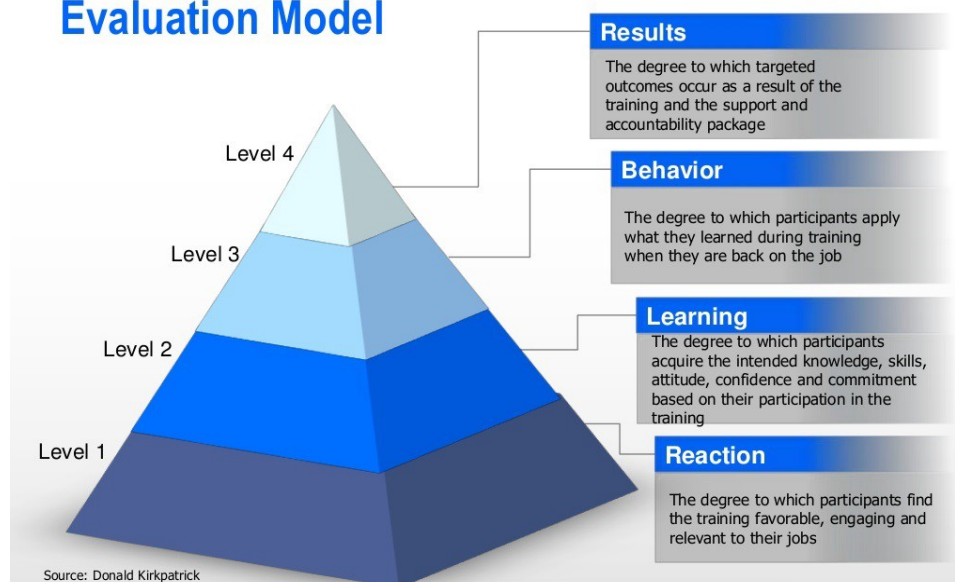 Evaluation Model
Results
The degree to which targeted
outcomes occur as a result of the
training and the support and
accountability package
Level 4
Behavior
The degree to which participants apply
what they learned during training
when they are back on the job
Level 3
Learning
The degree to which participants
acquire the intended knowledge, skills,
attitude, confidence and commitment
based on their participation in the
training
Level 2
Reaction
The degree to which participants find
the training favorable, engaging and
relevant to their jobs
Level 1
Source: Donald Kirkpatrick